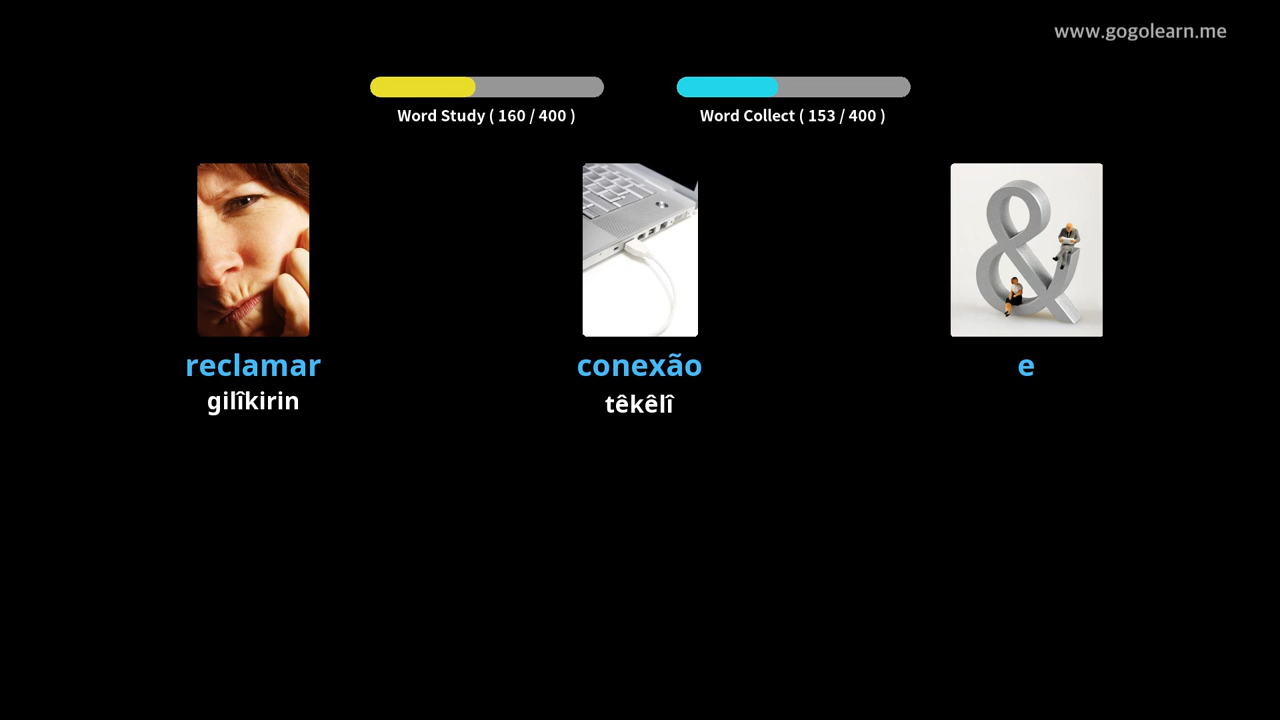 www.gogolearn.me
Word Study ( 160 / 400 )
Word Collect ( 153 / 400 )
&
reclamar
conexão
e
gilîkirin
têkêlî